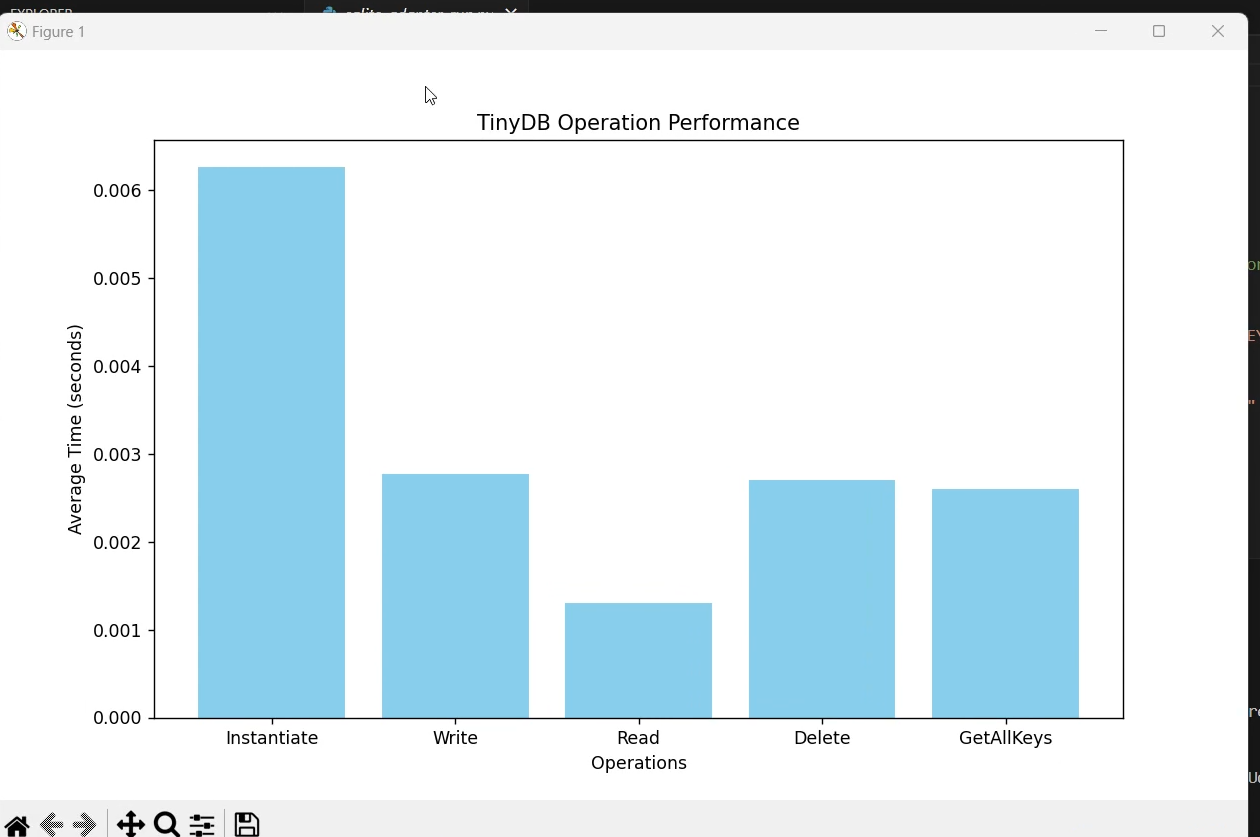 EXPLORER
Figure 1
TinyDB Operation Performance
Average Time (seconds)
0.006
0.005
0.004
0.003
0.002
0.001
0.000
Instantiate Write Read Delete GetAllKeys
Operations